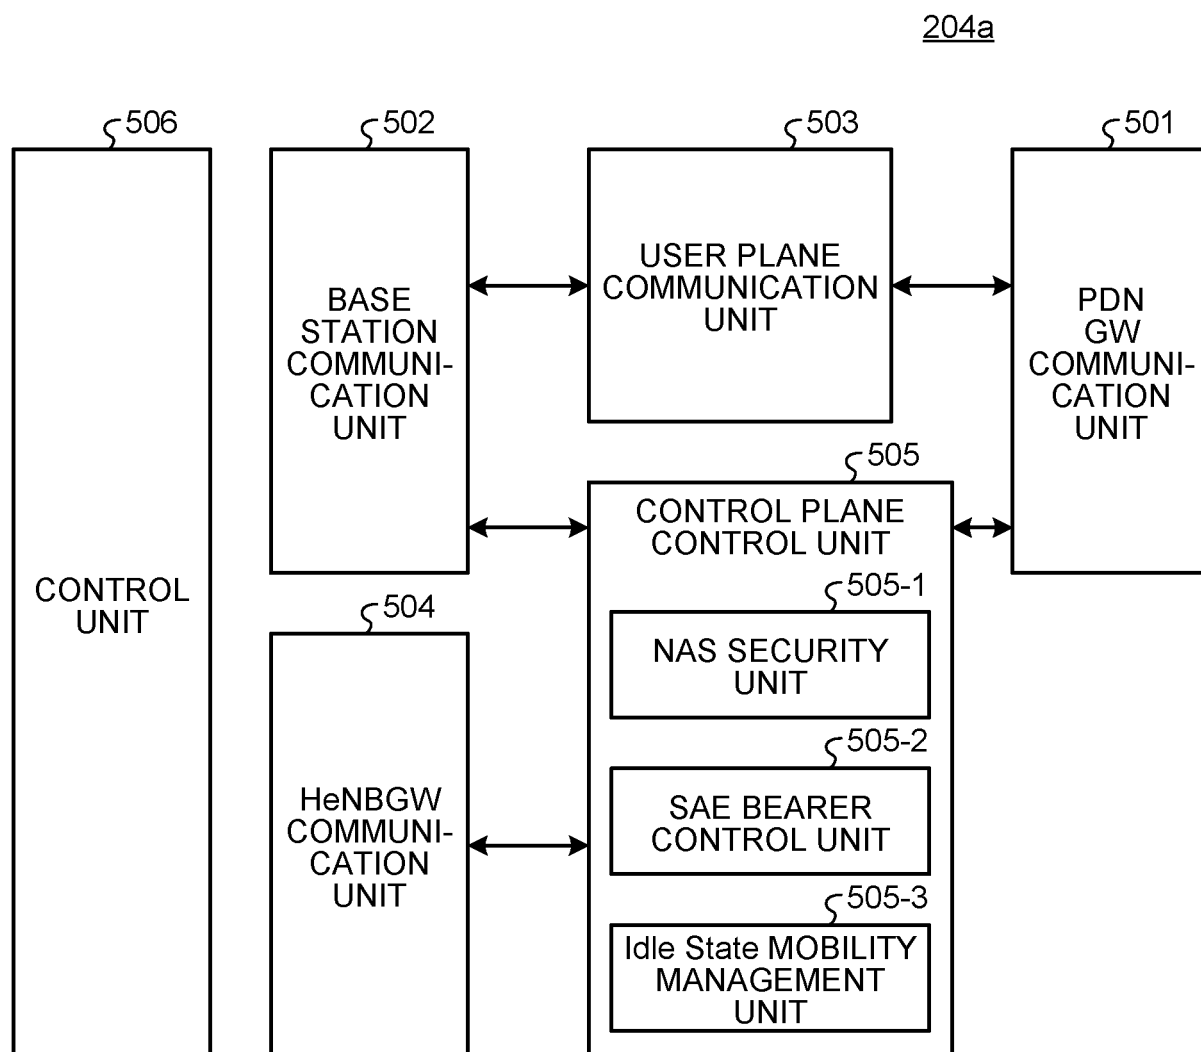 204a
506
502
503
501
CONTROL
UNIT
BASE
STATION
COMMUNI-
CATION
UNIT
USER PLANE
COMMUNICATION
UNIT
PDN
GW
COMMUNI-
CATION
UNIT
505
CONTROL PLANE
CONTROL UNIT
504
HeNBGW
COMMUNI-
CATION
UNIT
505-1
NAS SECURITY
UNIT
505-2
SAE BEARER
CONTROL UNIT
505-3
Idle State MOBILITY
MANAGEMENT
UNIT